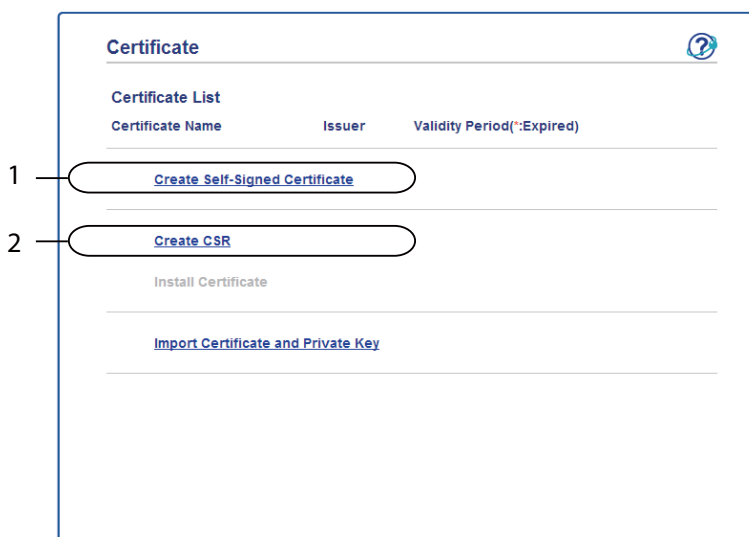 Certificate
Certificate List
Certificate Name Issuer Validity Period(*:Expired)
1 Create Self-Signed Certificate
2 Create CSR
Install Certificate
Import Certificate and Private Key